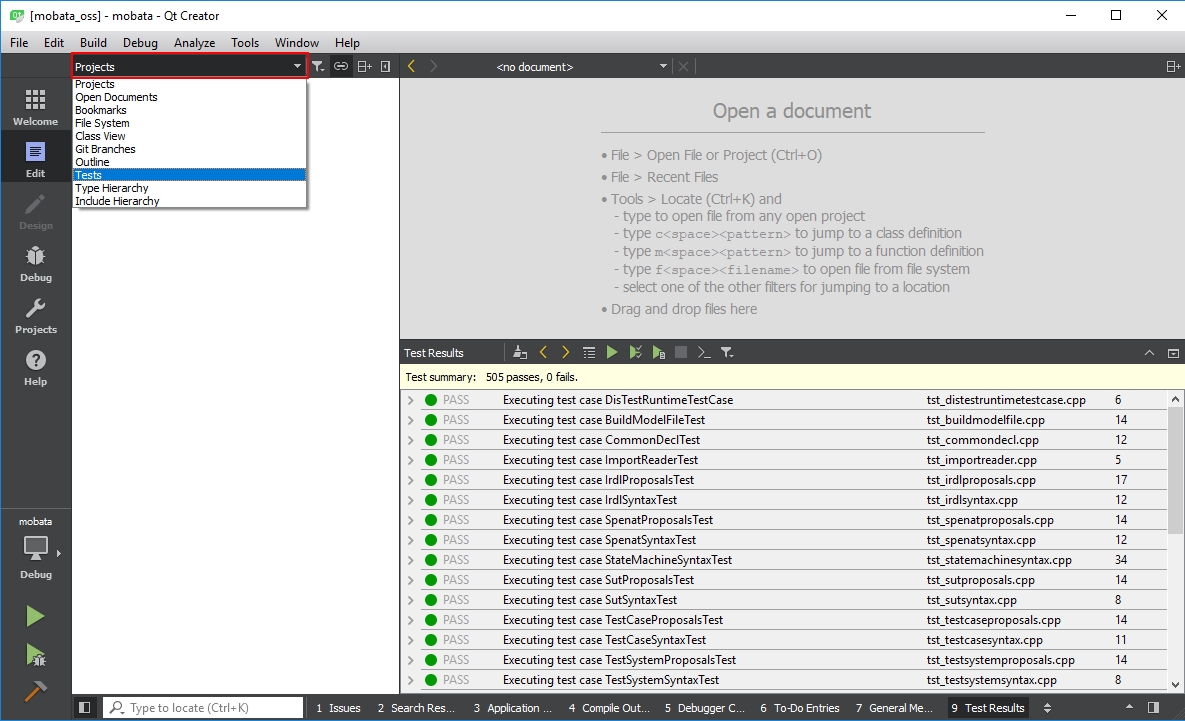 [mobata_oss] - mobata - Qt Creator
File Edit Build Debug Analyze Tools Window Help
Projects
<no document>
Projects
Open Documents
Bookmarks
File System
Class View
Git Branches
Outline
Tests
Type Hierarchy
Include Hierarchy
Welcome
Edit
Design
Debug
Projects
Help
mobata
Debug
Open a document
• File > Open File or Project (Ctrl+O)
• File > Recent Files
• Tools > Locate (Ctrl+K) and
- type to open file from any open project
- type c<space><pattern> to jump to a class definition
- type m<space><pattern> to jump to a function definition
- type f<space><filename> to open file from file system
- select one of the other filters for jumping to a location
• Drag and drop files here
Test Results
Test summary: 505 passes, 0 fails.
PASS Executing test case DisTestRuntimeTestCase tst_distestruntimetestcase.cpp 6
PASS Executing test case BuildModelFileTest tst_buildmodelfile.cpp 14
PASS Executing test case CommonDeclTest tst_commondecl.cpp 12
PASS Executing test case ImportReaderTest tst_importreader.cpp 5
PASS Executing test case IrdlProposalsTest tst_irdlproposals.cpp 17
PASS Executing test case IrdlSyntaxTest tst_irdlsyntax.cpp 12
PASS Executing test case SpenatProposalsTest tst_spenatproposals.cpp 14
PASS Executing test case SpenatSyntaxTest tst_spenatsyntax.cpp 12
PASS Executing test case StateMachineSyntaxTest tst_statemachinesyntax.cpp 34
PASS Executing test case SutProposalsTest tst_sutproposals.cpp 14
PASS Executing test case SutSyntaxTest tst_sutsyntax.cpp 8
PASS Executing test case TestCaseProposalsTest tst_testcaseproposals.cpp 14
PASS Executing test case TestCaseSyntaxTest tst_testcasesyntax.cpp 11
PASS Executing test case TestSystemProposalsTest tst_testsystemproposals.cpp 14
PASS Executing test case TestSystemSyntaxTest tst_testsystemsyntax.cpp 8
Type to locate (Ctrl+K) 1 Issues 2 Search Res... 3 Application ... 4 Compile Out... 5 Debugger C... 6 To-Do Entries 7 General Me... 9 Test Results